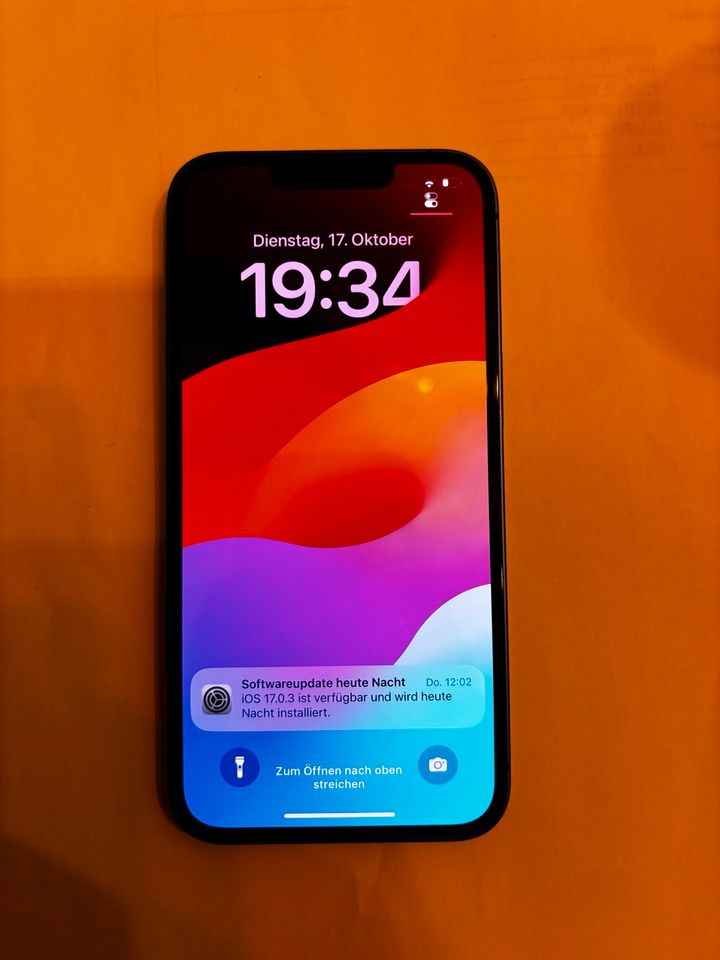 Dienstag, 17. Oktober
19:34
Softwareupdate heute Nacht Do. 12:02
iOS 17.0.3 ist verfügbar und wird heute
Nacht installiert.
Zum Öffnen nach oben
streichen